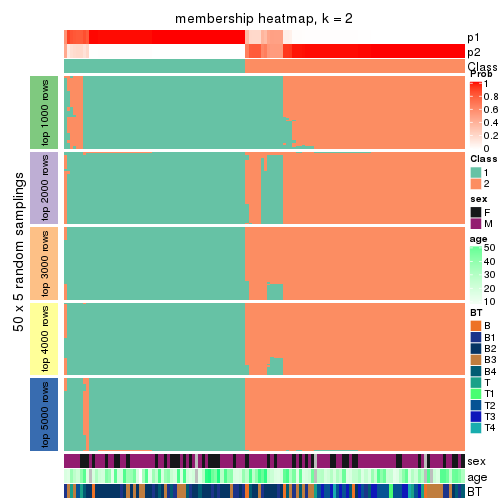 membership heatmap, k = 2
p1
p2
Class
50 x 5 random samplings
top 1000 rows
top 2000 rows
top 3000 rows
top 4000 rows
top 5000 rows
sex
age
BT
Prob
1
0.8
0.6
0.4
0.2
0
Class
1
2
sex
F
M
age
50
40
30
20
10
BT
B
B1
B2
B3
B4
T
T1
T2
T3
T4